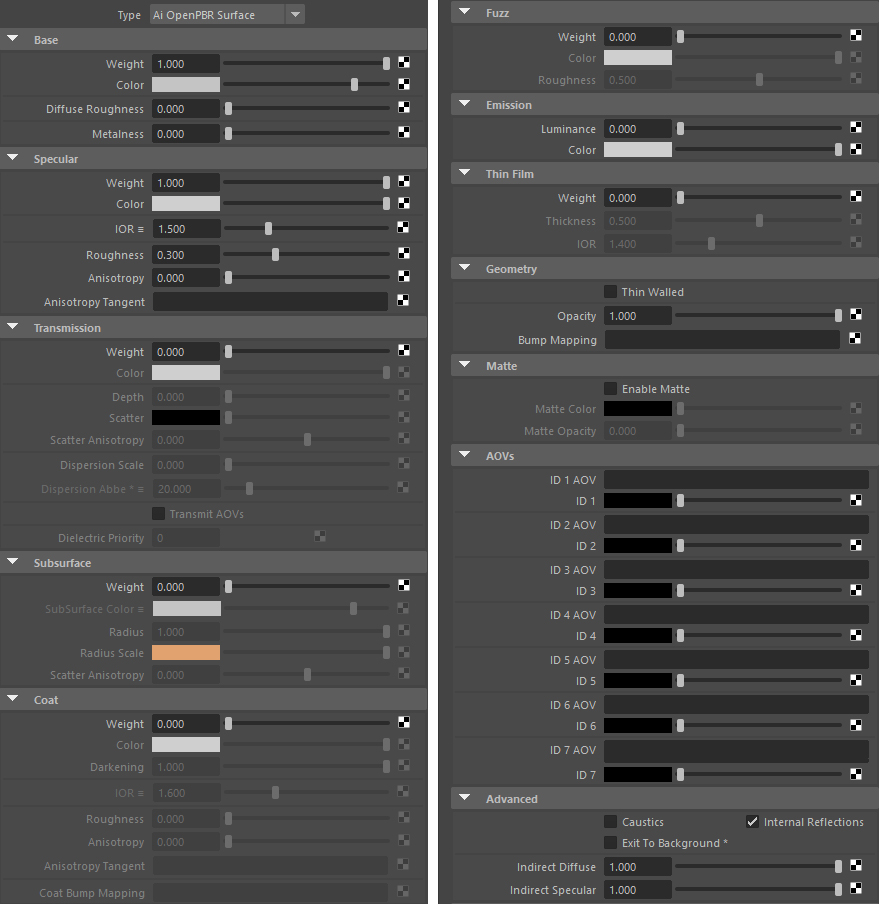 Type Ai OpenPBR Surface
Base
Weight 1.000
Color
Diffuse Roughness 0.000
Metalness 0.000
Specular
Weight 1.000
Color
IOR ≡ 1.500
Roughness 0.300
Anisotropy 0.000
Anisotropy Tangent
Transmission
Weight 0.000
Color
Depth 0.000
Scatter
Scatter Anisotropy 0.000
Dispersion Scale 0.000
Dispersion Abbe * ≡ 20.000
Transmit AOVs
Dielectric Priority 0
Subsurface
Weight 0.000
SubSurface Color ≡
Radius 1.000
Radius Scale
Scatter Anisotropy 0.000
Coat
Weight 0.000
Color
Darkening 1.000
IOR ≡ 1.600
Roughness 0.000
Anisotropy 0.000
Anisotropy Tangent
Coat Bump Mapping
Fuzz
Weight 0.000
Color
Roughness 0.500
Emission
Luminance 0.000
Color
Thin Film
Weight 0.000
Thickness 0.500
IOR 1.400
Geometry
Thin Walled
Opacity 1.000
Bump Mapping
Matte
Enable Matte
Matte Color
Matte Opacity 0.000
AOVs
ID 1 AOV
ID 1
ID 2 AOV
ID 2
ID 3 AOV
ID 3
ID 4 AOV
ID 4
ID 5 AOV
ID 5
ID 6 AOV
ID 6
ID 7 AOV
ID 7
Advanced
Caustics Internal Reflections
Exit To Background *
Indirect Diffuse 1.000
Indirect Specular 1.000